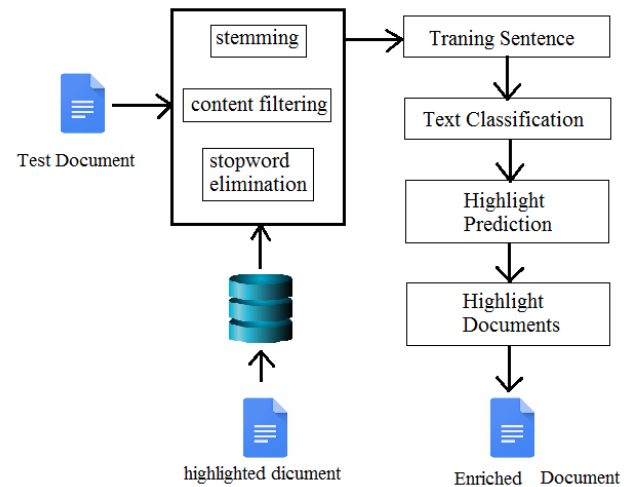 stemming
content filtering
stopword
elimination
Test Document
highlighted dicument
Traning Sentence
Text Classification
Highlight
Prediction
Highlight
Documents
Enriched Document